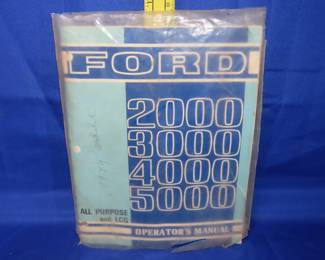 FORD
2000
3000
4000
5000
ALL PURPOSE
and LCG
OPERATOR'S MANUAL